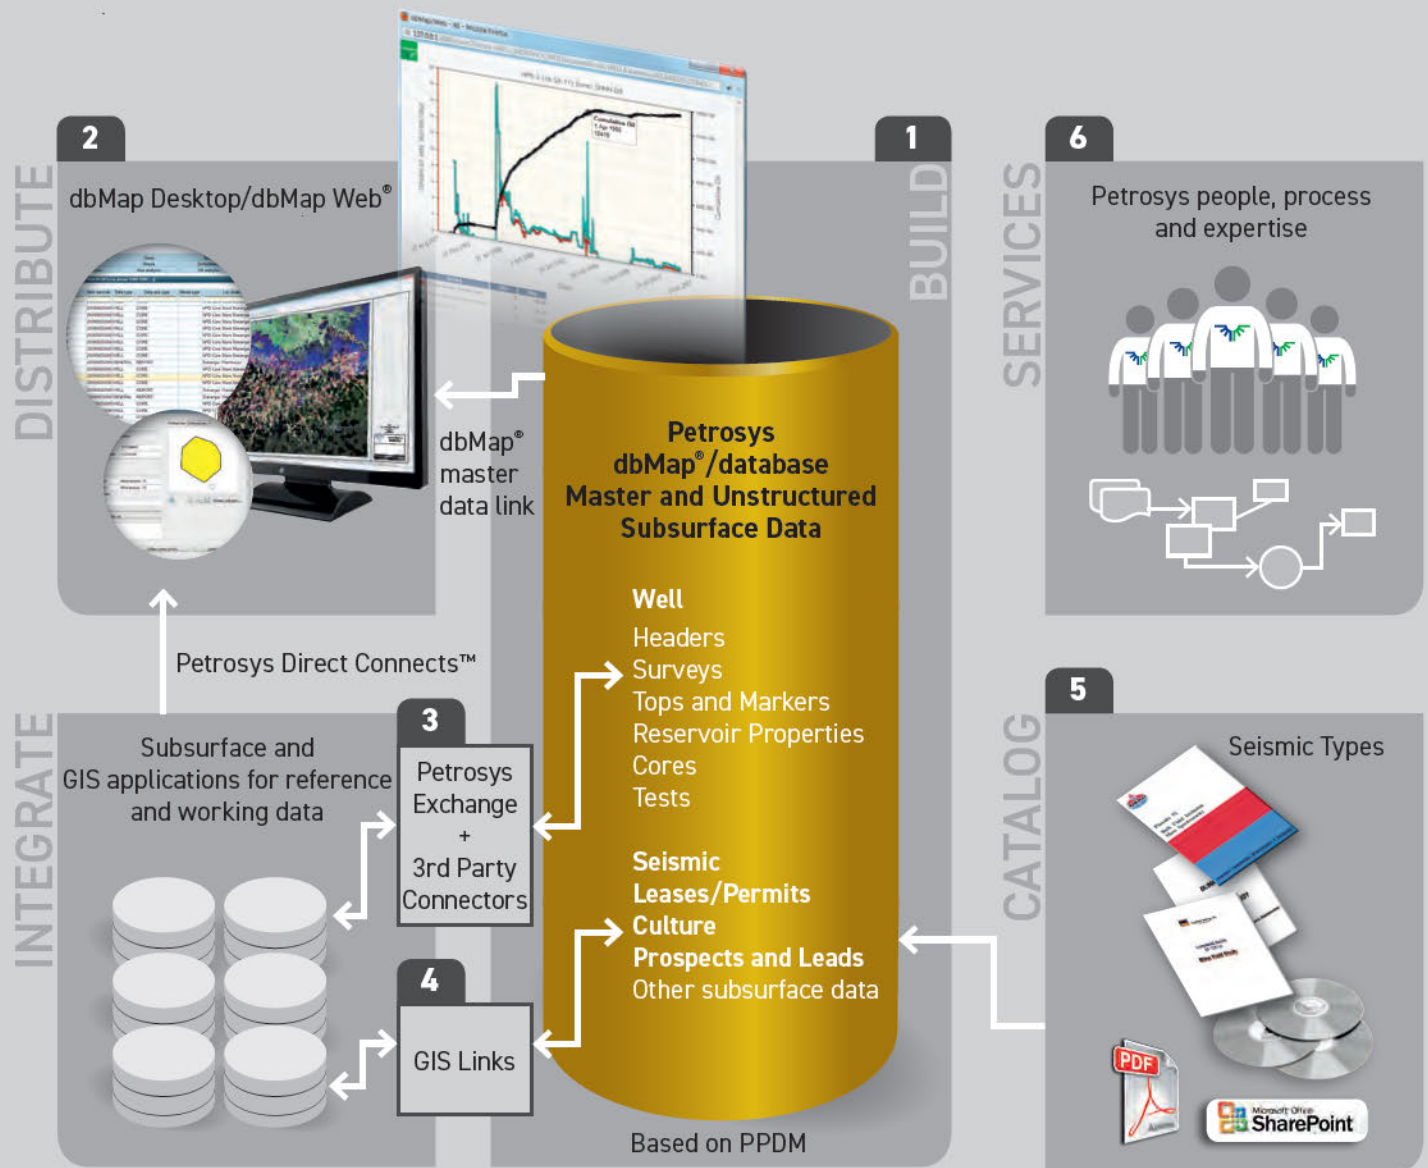 2
DISTRIBUTE
dbMap Desktop/dbMap Web®
Cumulative Oil
dbMap®
master
data link
1
BUILD
Petrosys
dbMap®/database
Master and Unstructured
Subsurface Data
Well
Headers
Surveys
Tops and Markers
Reservoir Properties
Cores
Tests
Seismic
Leases/Permits
Culture
Prospects and Leads
Other subsurface data
Based on PPDM
6
SERVICES
Petrosys people, process
and expertise
Petrosys Direct Connects™
INTEGRATE
Subsurface and
GIS applications for reference
and working data
3
Petrosys
Exchange
+
3rd Party
Connectors
4
GIS Links
5
CATALOG
Seismic Types
PDF
Microsoft Office
SharePoint